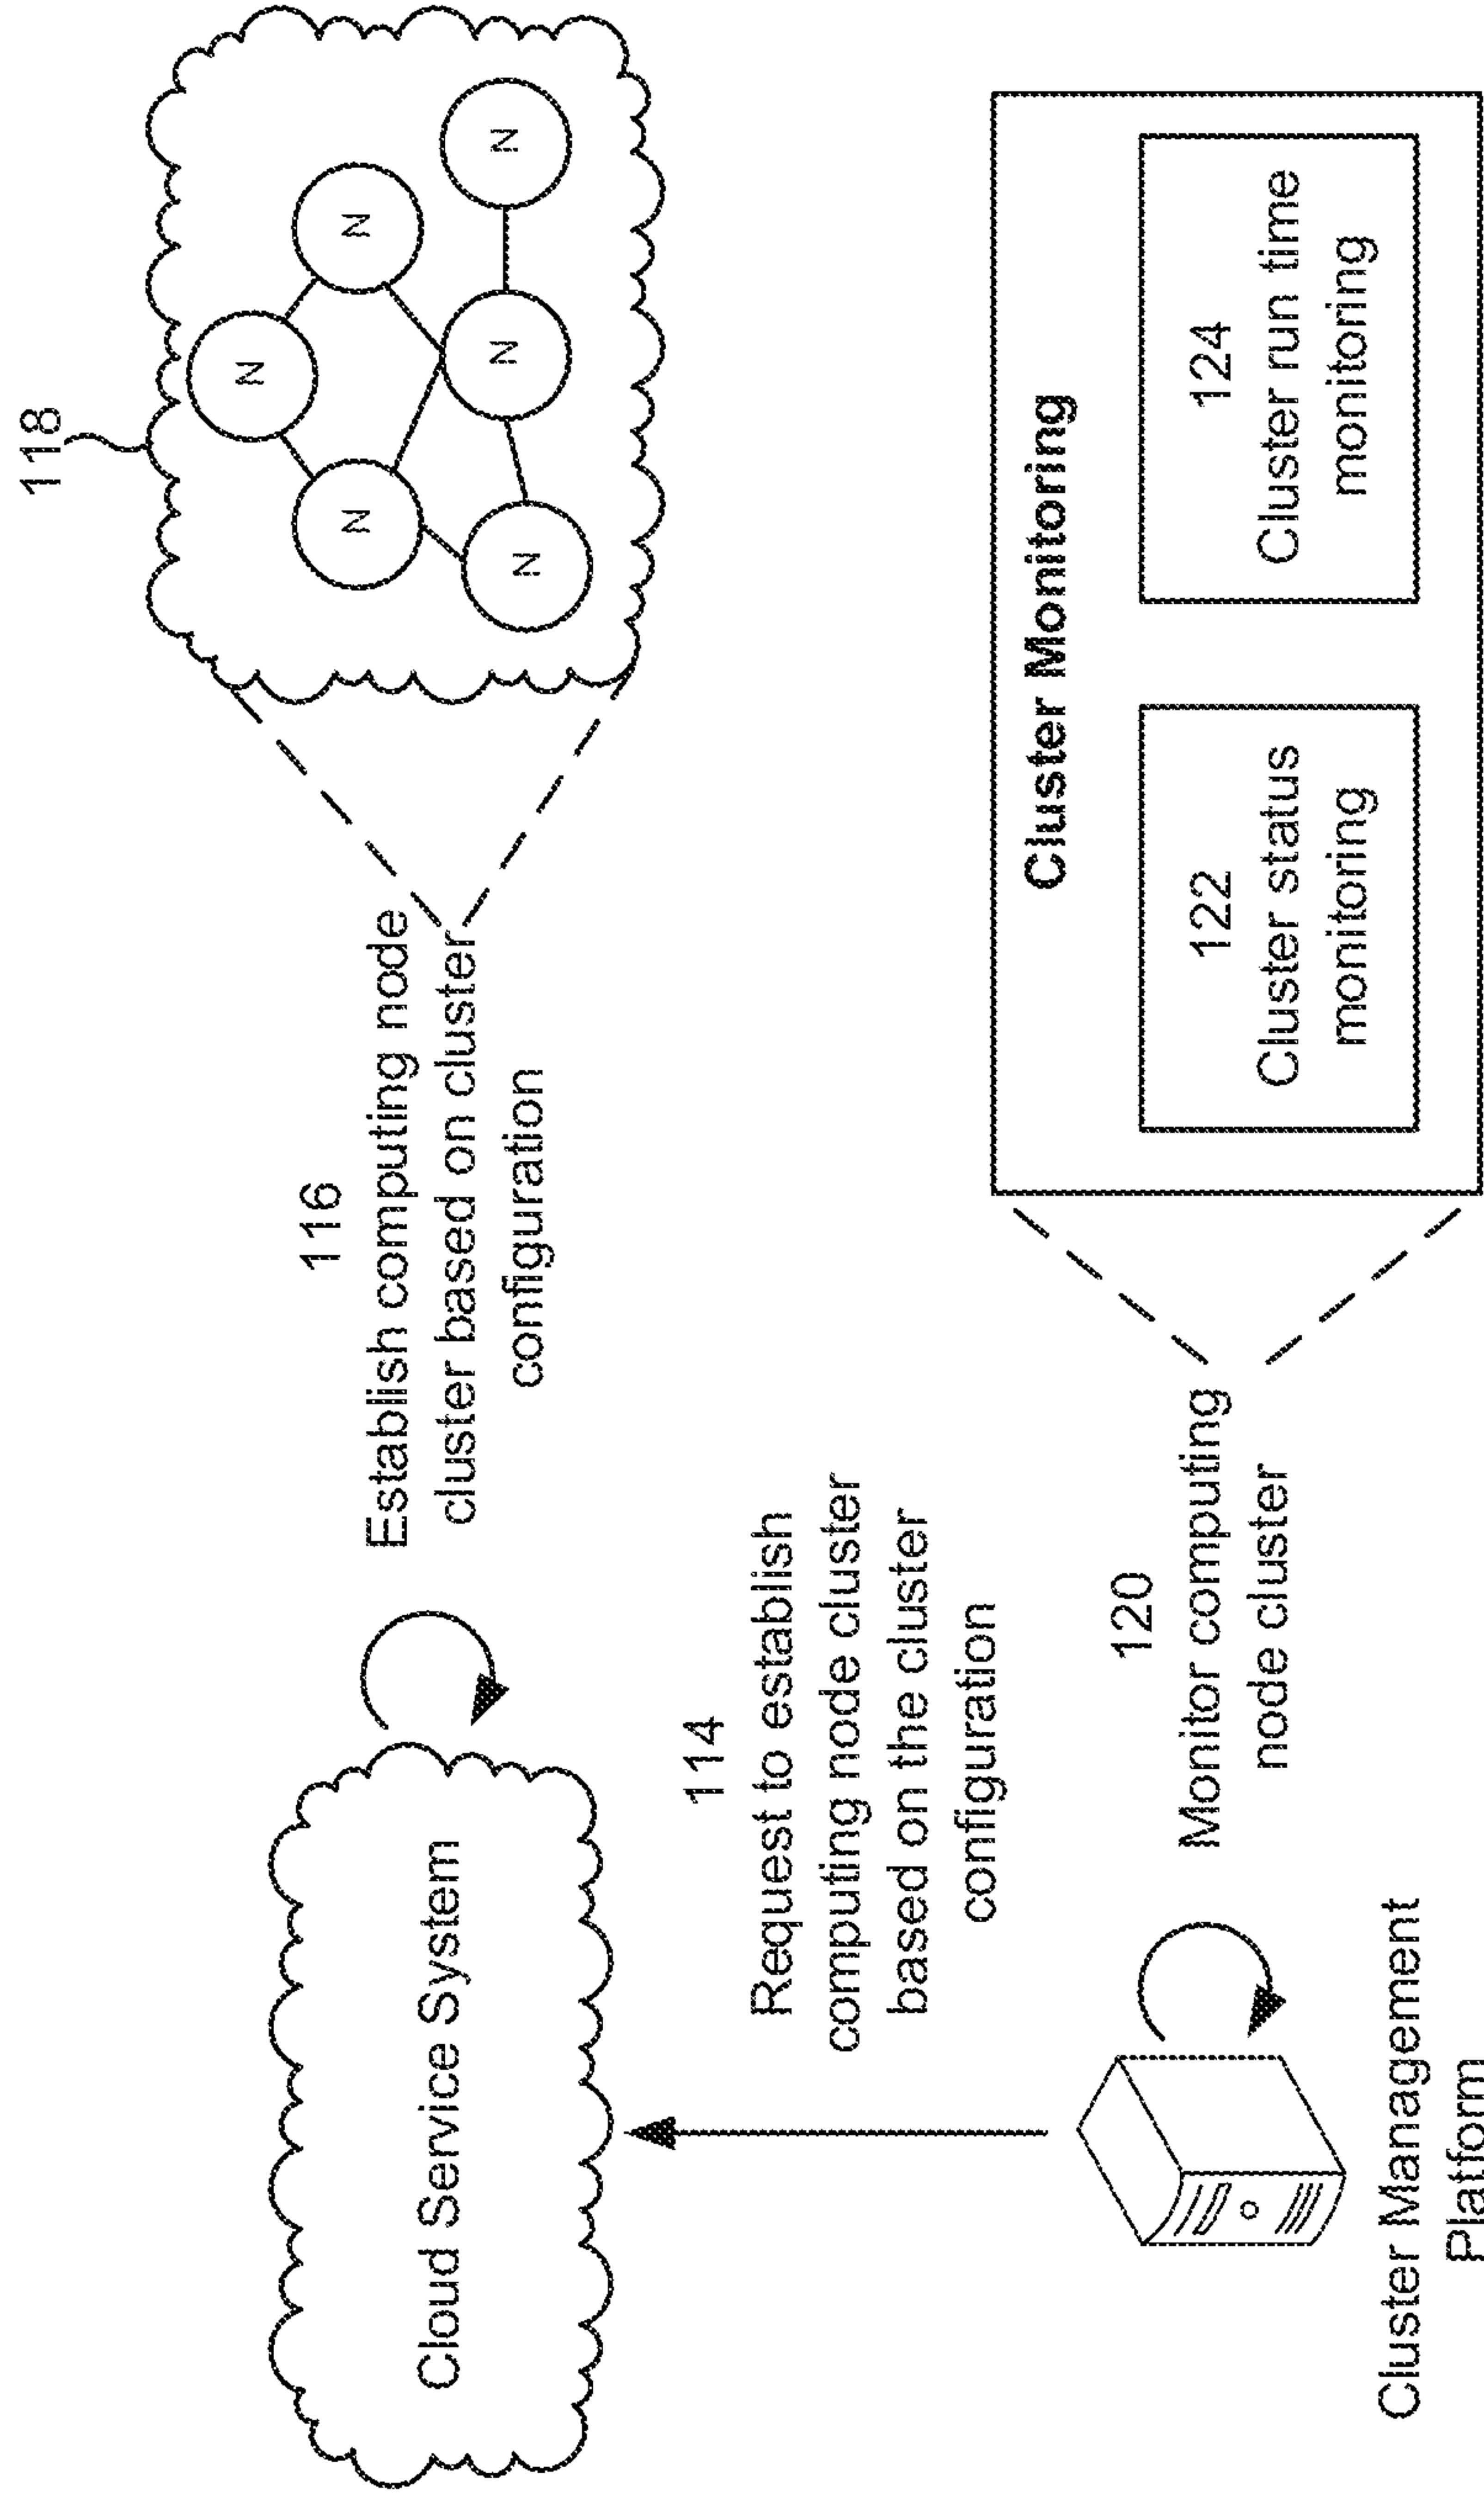 118
N
N
N
N
N
N
116
Establish computing node
cluster based on cluster
configuration
Cloud Service System
114
Request to establish
computing node cluster
based on the cluster
configuration
120
Monitor computing
node cluster
Cluster Monitoring
122
Cluster status
monitoring
124
Cluster run time
monitoring
Cluster Management
Platform